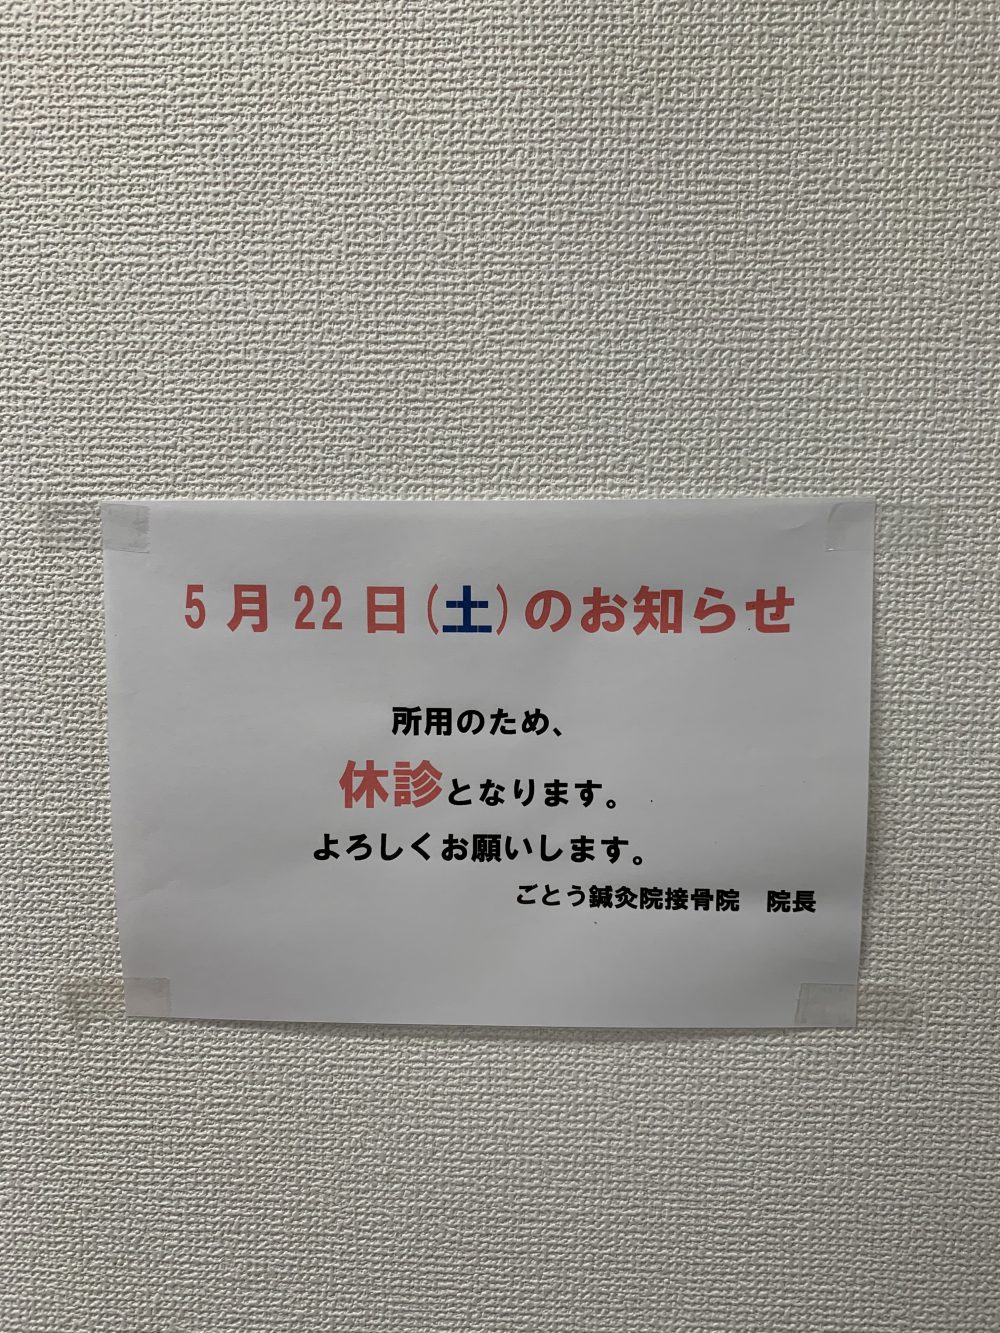 5月22日(土)のお知らせ
所用のため、
休診となります。
よろしくお願いします。
ごとう鍼灸院接骨院　院長